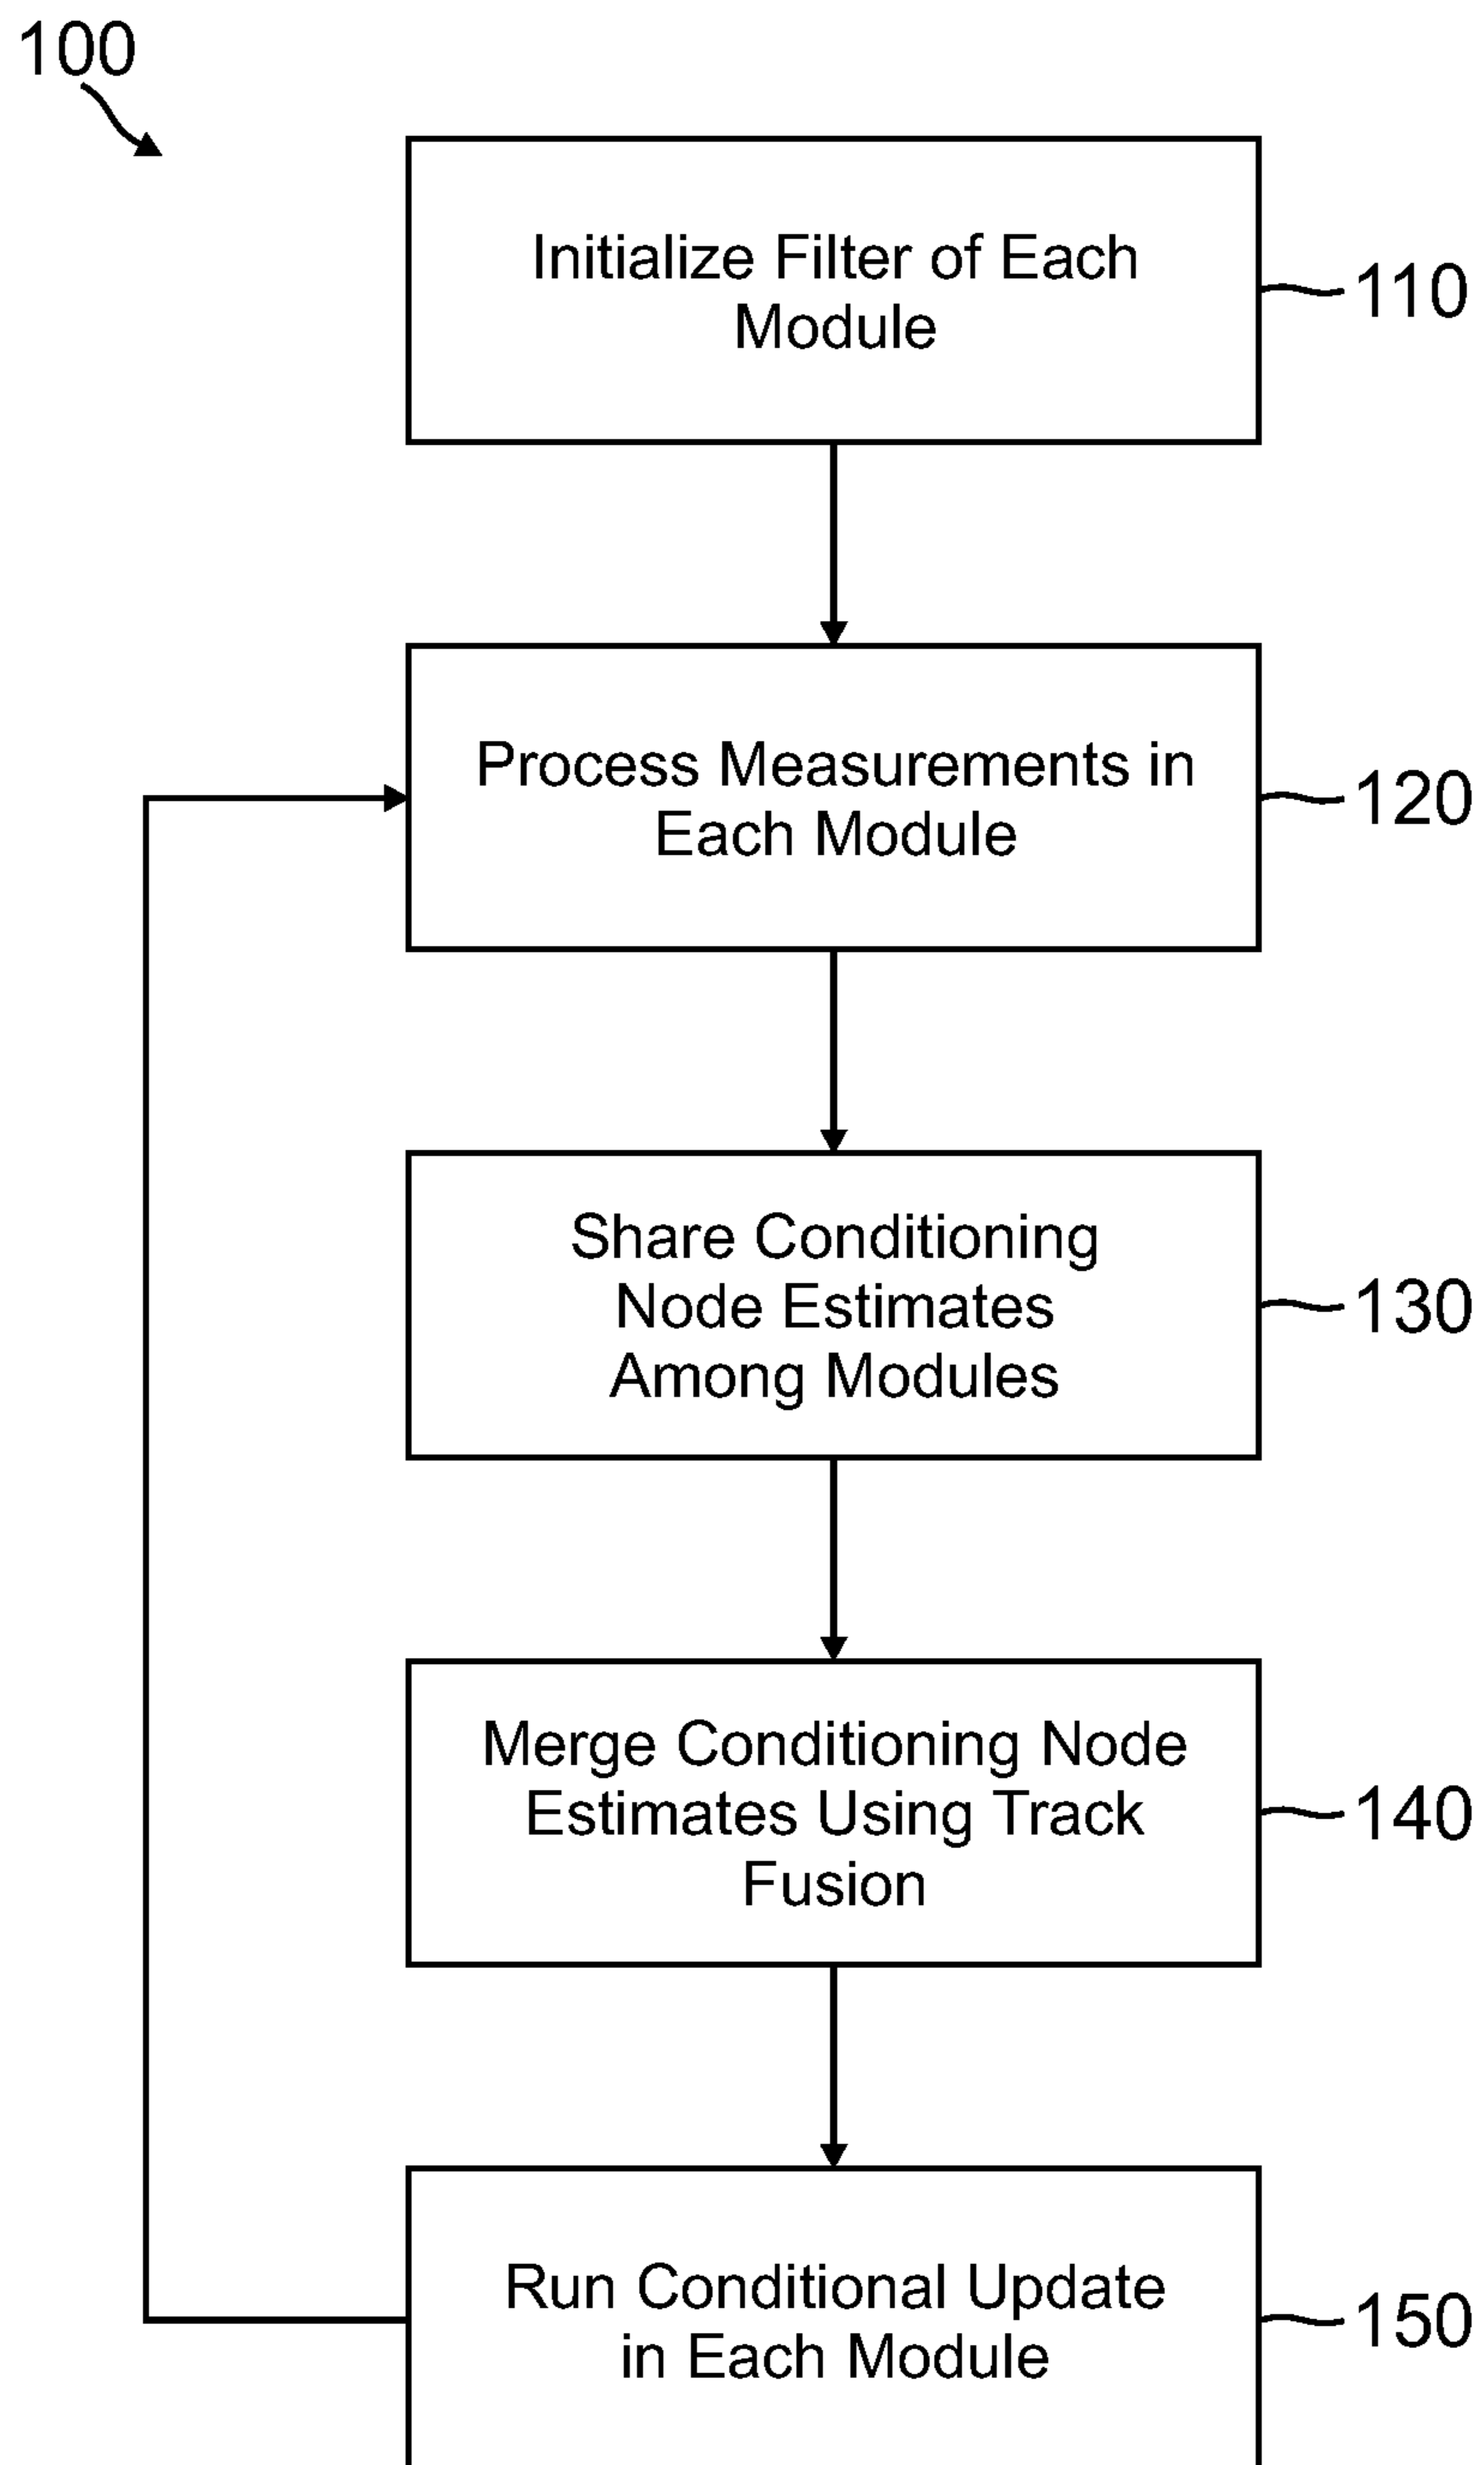 100
Initialize Filter of Each
Module
110
Process Measurements in
Each Module
120
Share Conditioning
Node Estimates
Among Modules
130
Merge Conditioning Node
Estimates Using Track
Fusion
140
Run Conditional Update
in Each Module
150